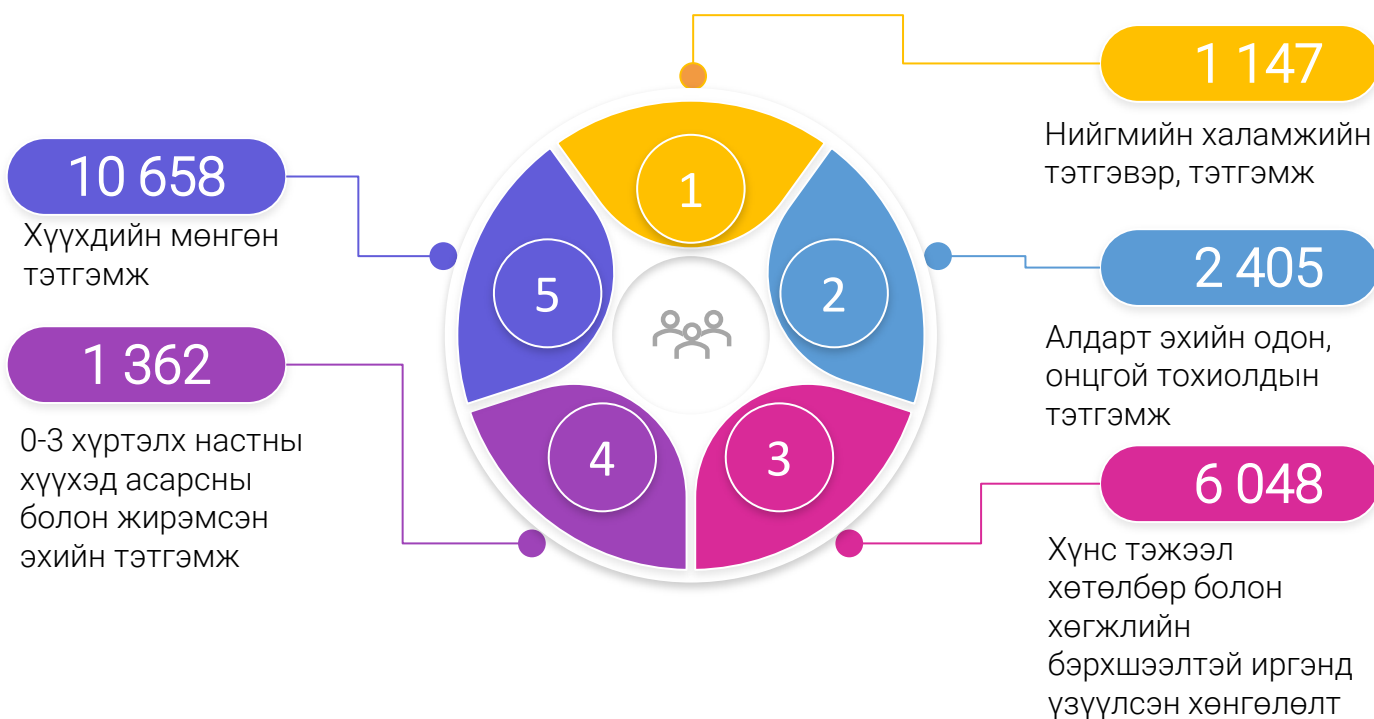 1 147
Нийгмийн халамжийн
тэтгэвэр, тэтгэмж
2 405
Алдарт эхийн одон,
онцгой тохиолдын
тэтгэмж
6 048
Хүнс тэжээл
хөтөлбөр болон
хөгжлийн
бэрхшээлтэй иргэнд
үзүүлсэн хөнгөлөлт
1 362
0-3 хүртэлх настны
хүүхэд асарсны
болон жирэмсэн
эхийн тэтгэмж
10 658
Хүүхдийн мөнгөн
тэтгэмж
1
2
3
4
5